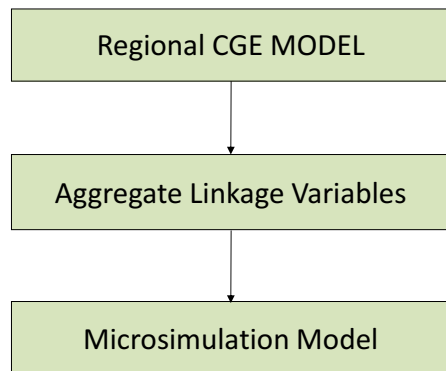 Regional CGE MODEL
Aggregate Linkage Variables
Microsimulation Model